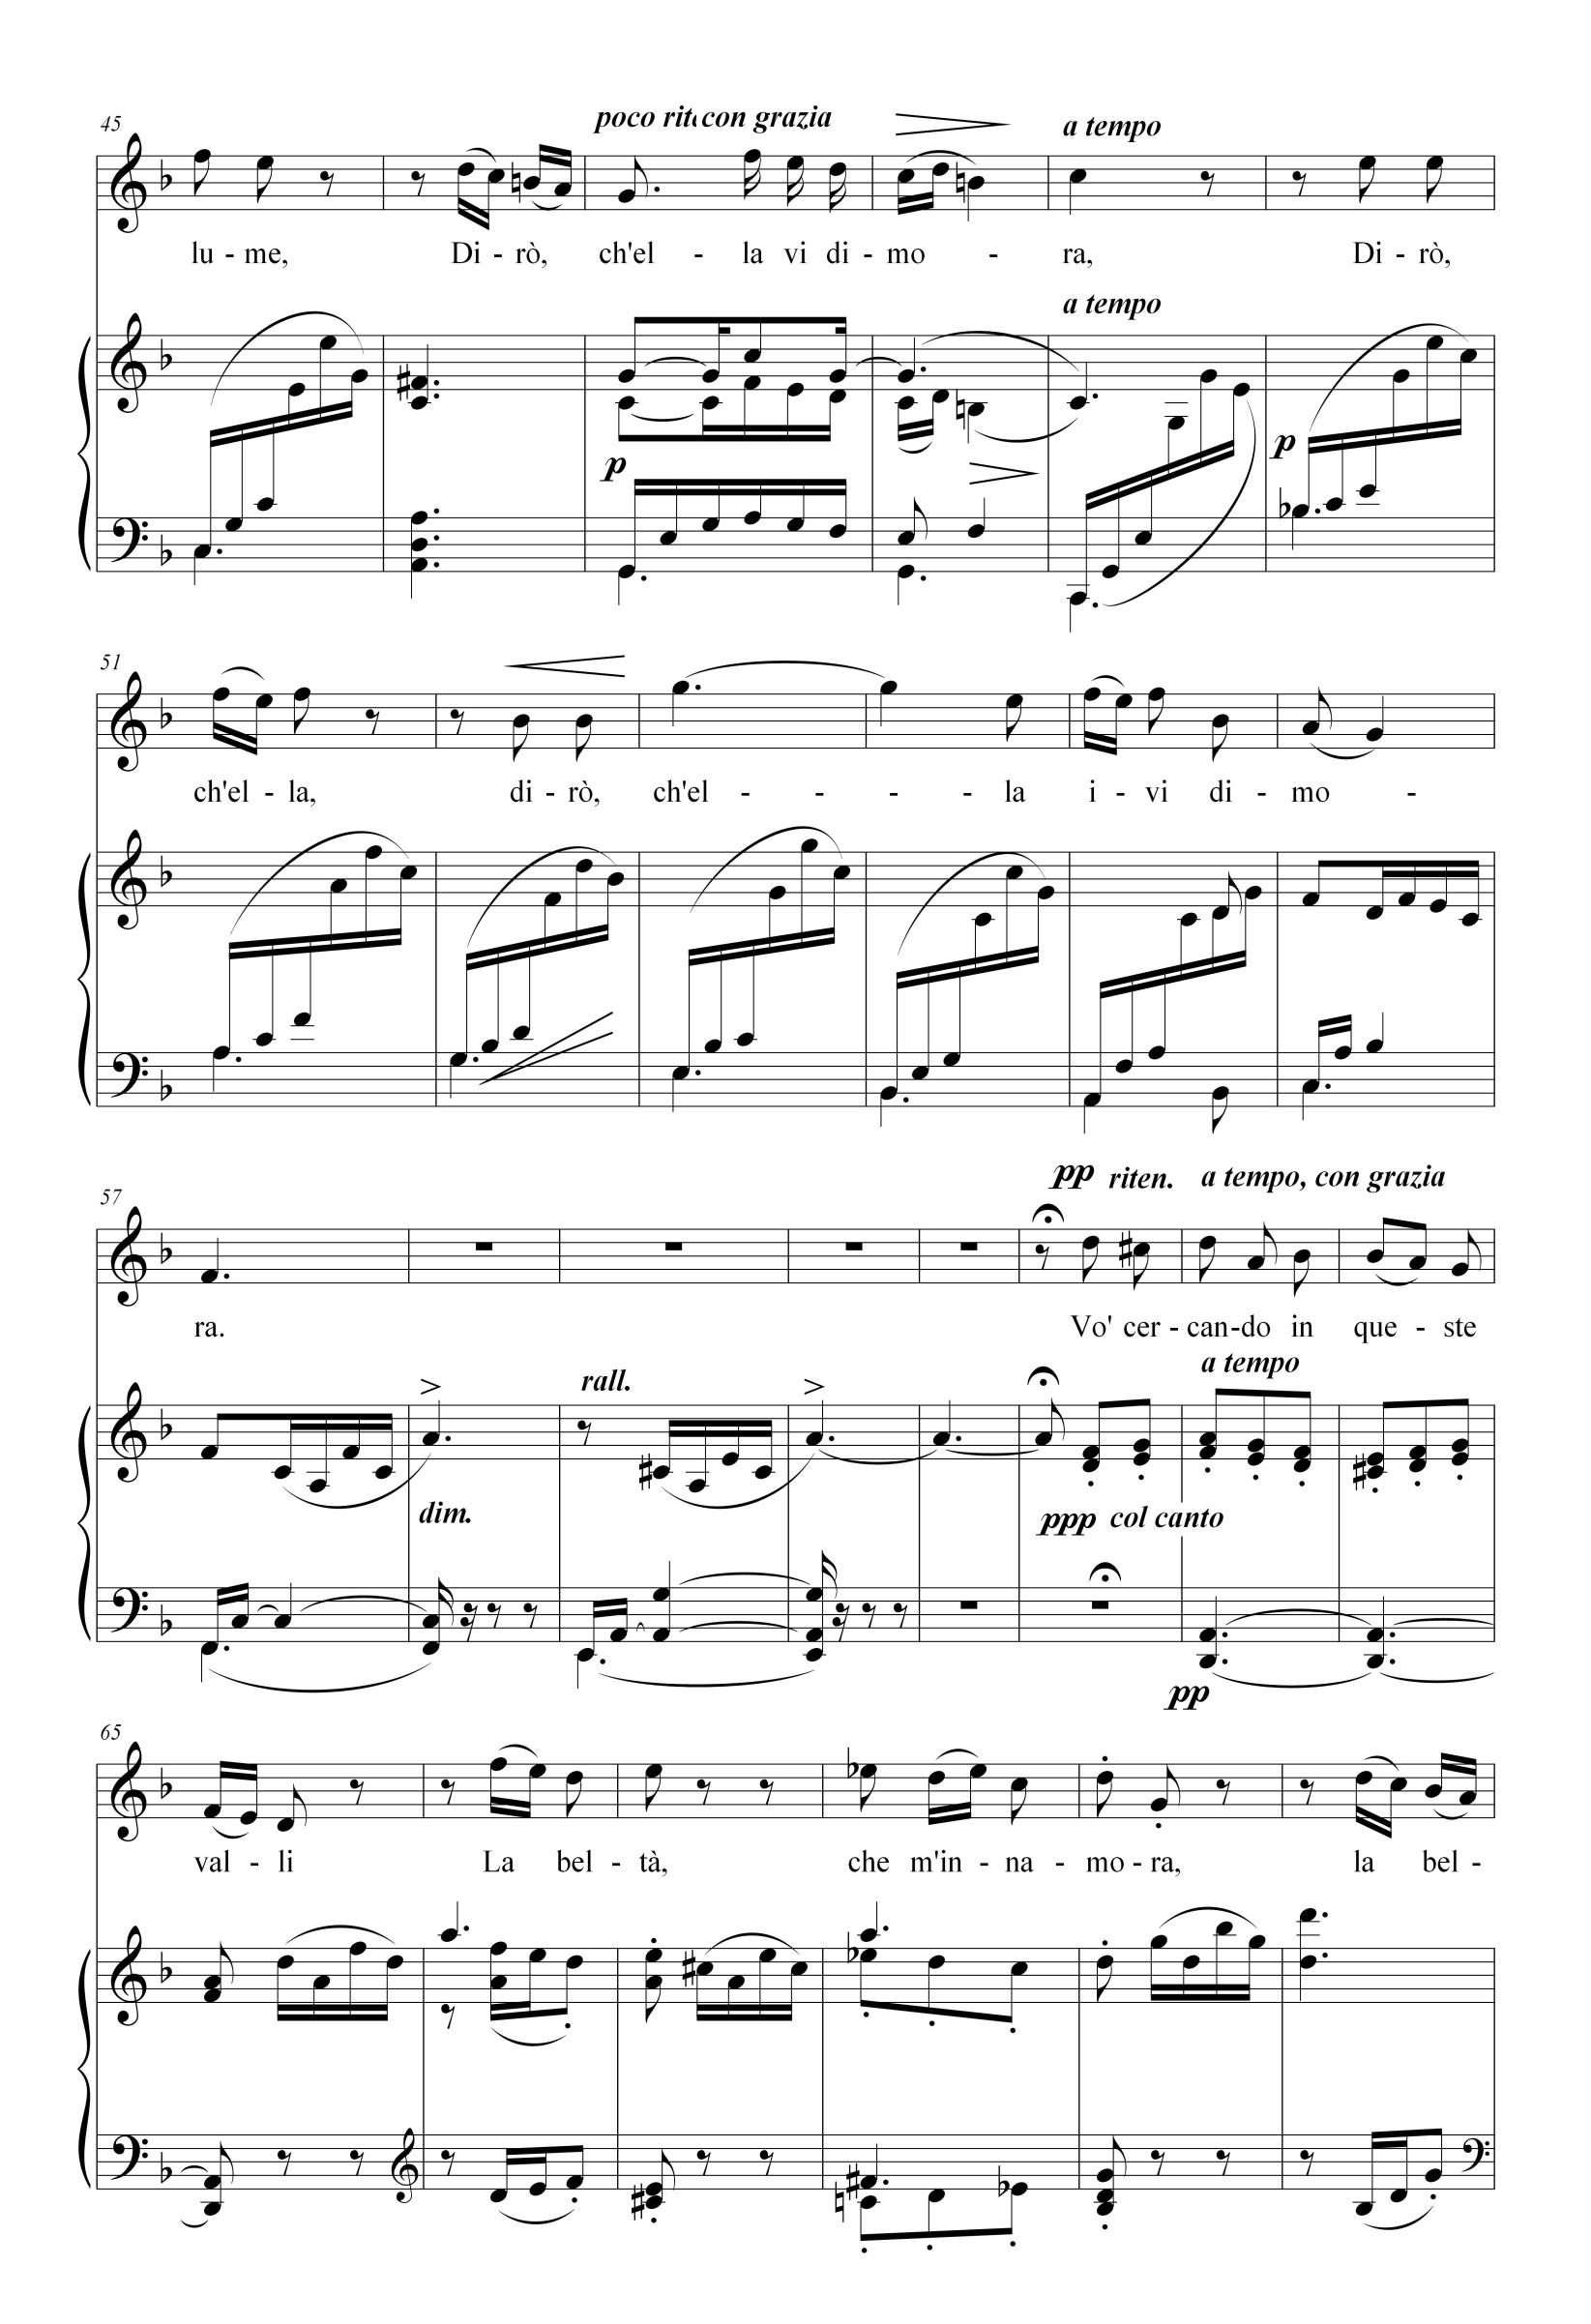 45
poco rit con grazia
a tempo
lu - me, Di - rò, ch'el - la vi di - mo - ra, Di - rò,
a tempo
p
p
51
ch'el - la, di - rò, ch'el - - - - la i - vi di - mo -
57
pp riten. a tempo, con grazia
ra. Vo' cer - can - do in que - ste
rall.
a tempo
dim.
ppp col canto
pp
65
val - li La bel - tà, che m'in - na - mo - ra, la bel -